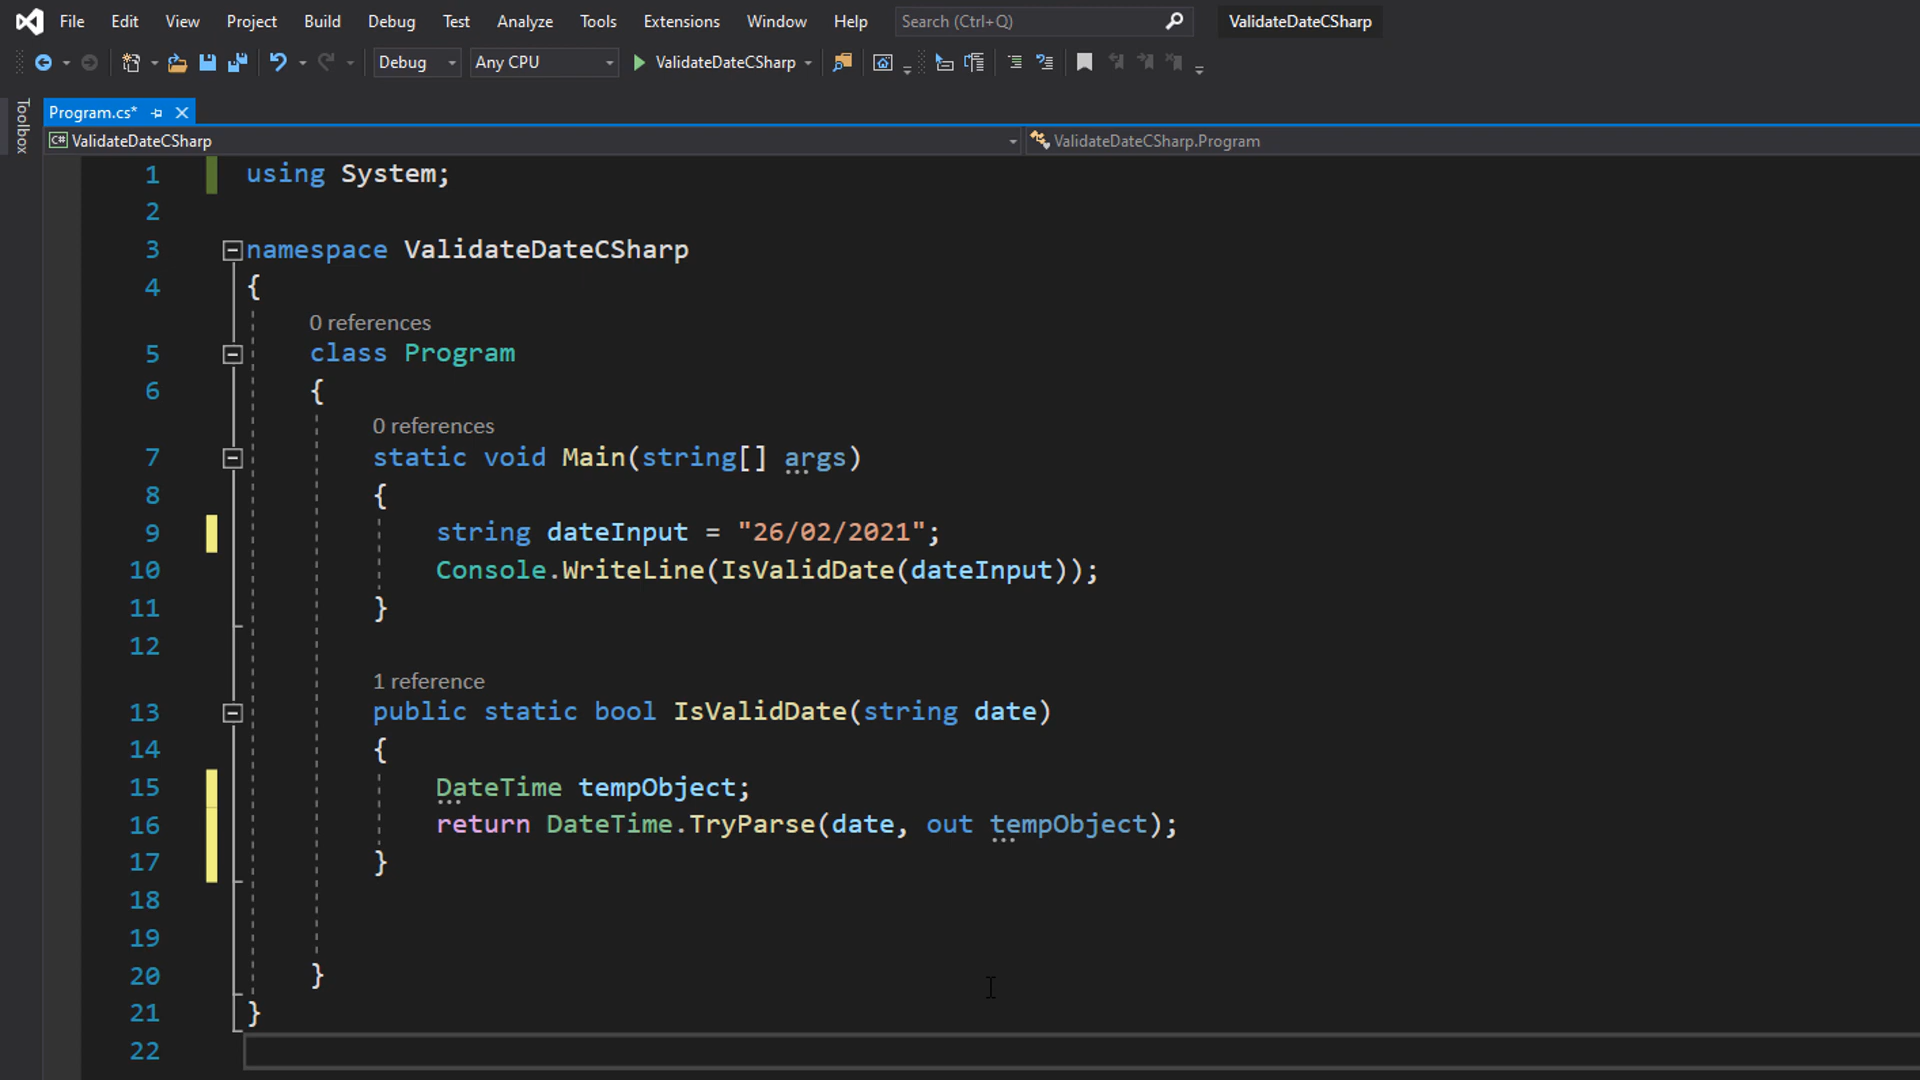 File Edit View Project Build Debug Test Analyze Tools Extensions Window Help Search (Ctrl+Q) ValidateDateCSharp
Debug Any CPU ValidateDateCSharp
Toolbox
Program.cs*
C# ValidateDateCSharp ValidateDateCSharp.Program
1 using System;
2
3 namespace ValidateDateCSharp
4 {
0 references
5 class Program
6 {
0 references
7 static void Main(string[] args)
8 {
9 string dateInput = "26/02/2021";
10 Console.WriteLine(IsValidDate(dateInput));
11 }
12
1 reference
13 public static bool IsValidDate(string date)
14 {
15 DateTime tempObject;
16 return DateTime.TryParse(date, out tempObject);
17 }
18
19
20 }
21 }
22